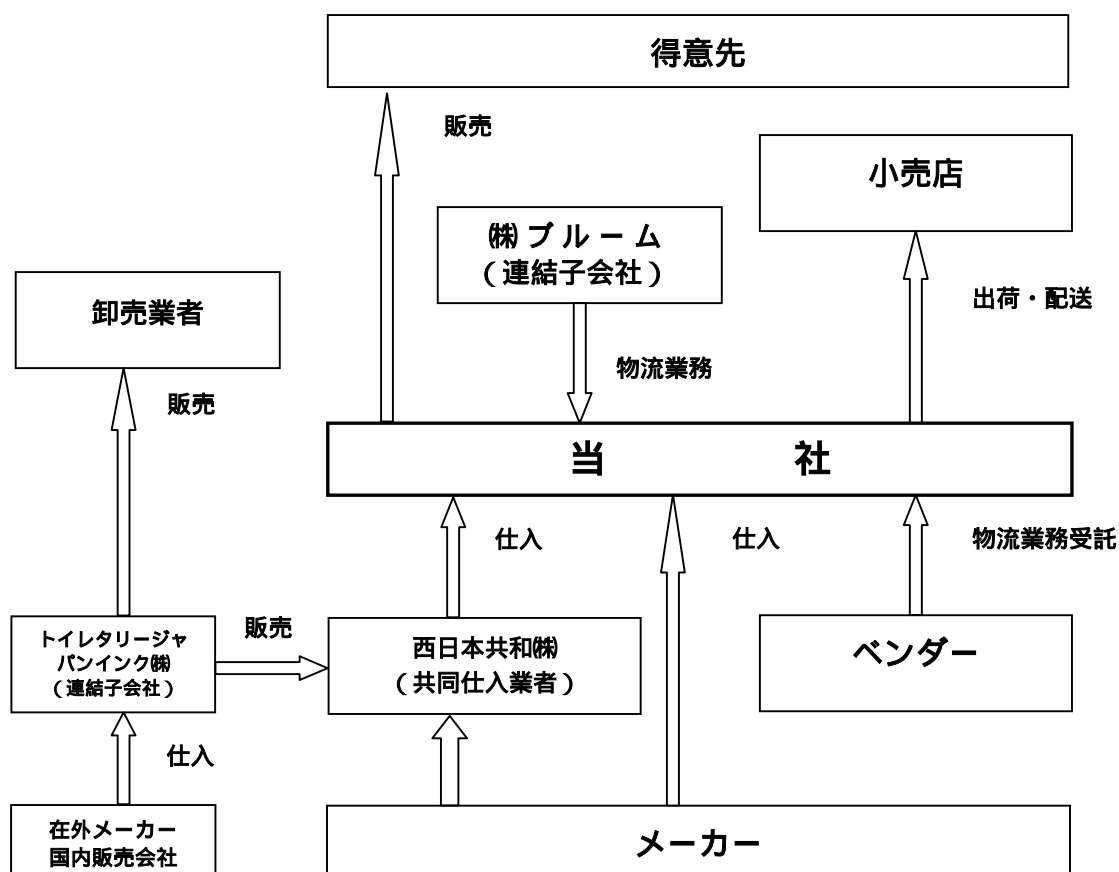 得意先
販売
小売店
㈱ブルーム
（連結子会社）
出荷・配送
卸売業者
物流業務
販売
当社
仕入
仕入
物流業務受託
トイレタリージャ
パンインク㈱
（連結子会社）
販売
西日本共和㈱
（共同仕入業者）
ベンダー
仕入
在外メーカー
国内販売会社
メーカー